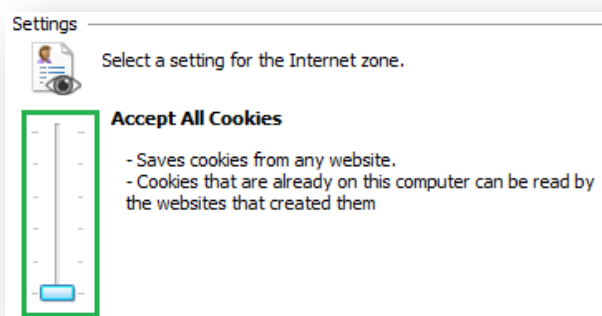 Settings
Select a setting for the Internet zone.
Accept All Cookies
- Saves cookies from any website.
- Cookies that are already on this computer can be read by
the websites that created them